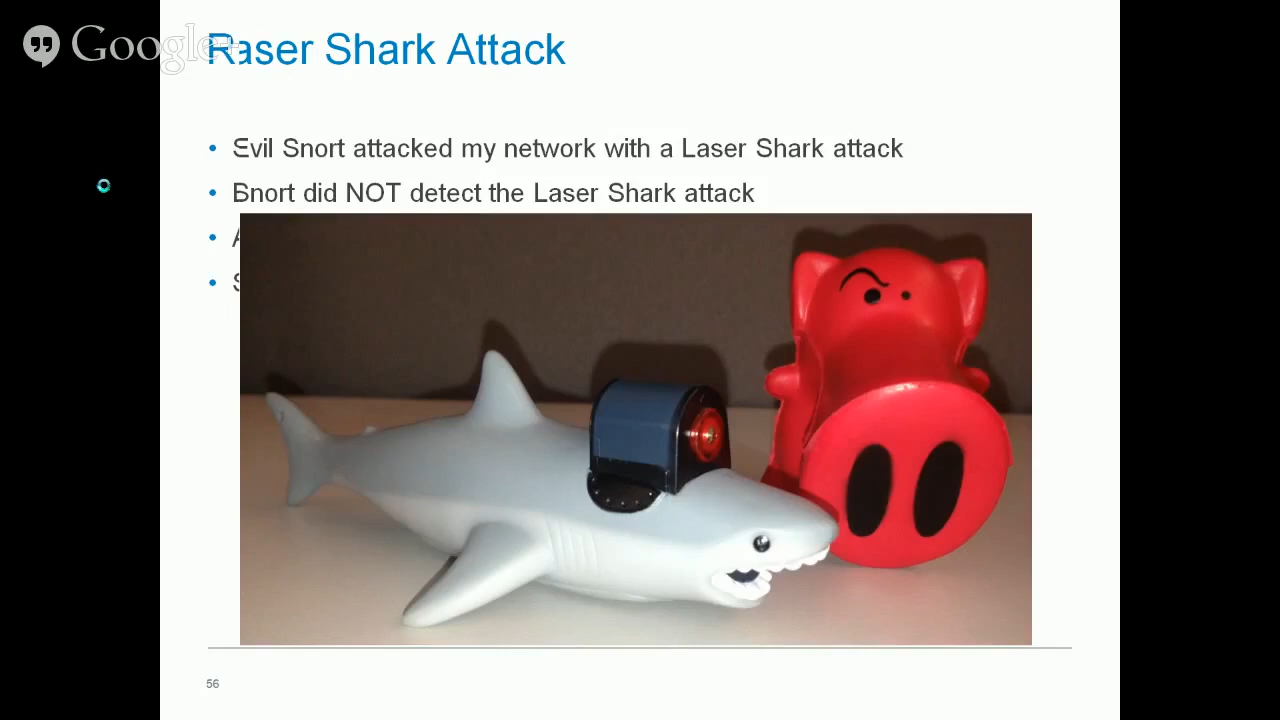 Google+
Raser Shark Attack
Evil Snort attacked my network with a Laser Shark attack
Bnort did NOT detect the Laser Shark attack
A
S
56